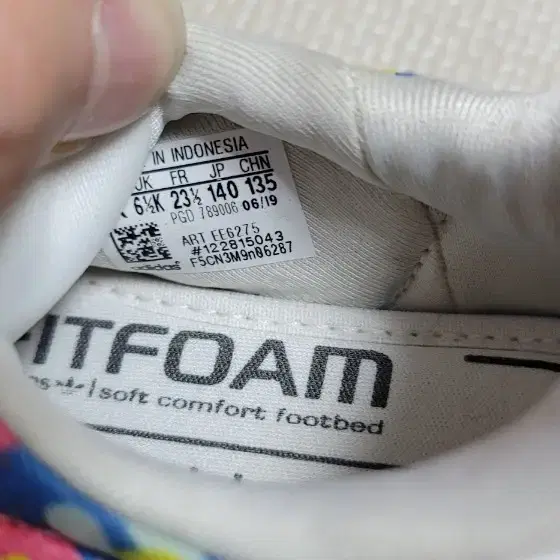 IN INDONESIA
UK FR JP CHN
6½K 23½ 140 135
PGD 789006 06/19
ART EE6275
#122815043
F5CN3M9n06287
adidas
ITFOAM
soft comfort footbed